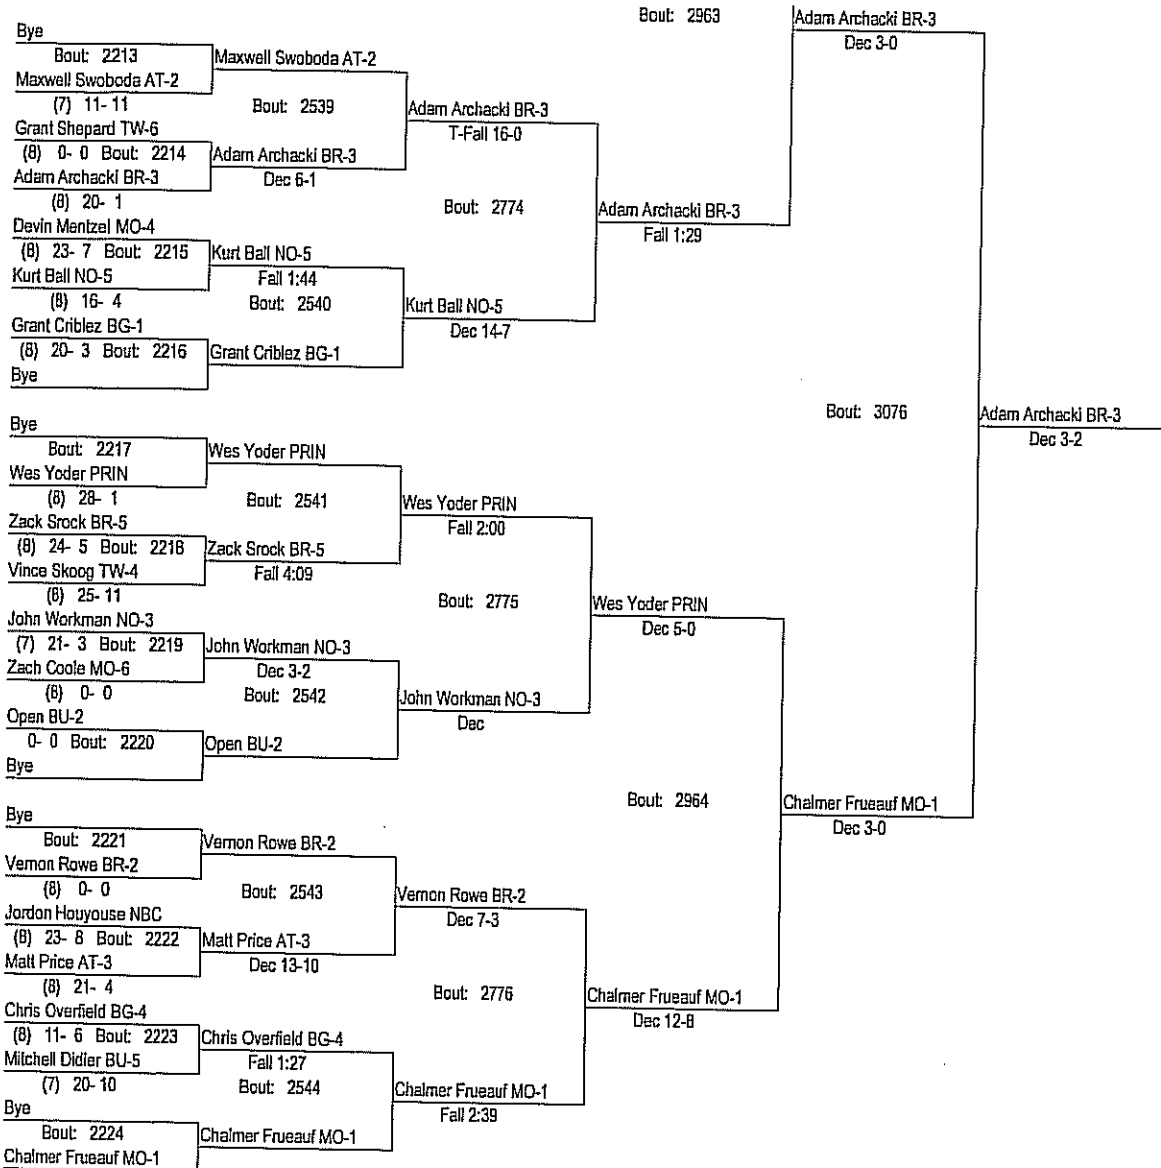 Bout: 2963
Adam Archacki BR-3
Dec 3-0
Bye
Bout: 2213
Maxwell Swoboda AT-2
Maxwell Swoboda AT-2
(7) 11- 11
Bout: 2539
Adam Archacki BR-3
T-Fall 16-0
Grant Shepard TW-6
(8) 0- 0 Bout: 2214
Adam Archacki BR-3
Adam Archacki BR-3
Dec 6-1
(8) 20- 1
Bout: 2774
Adam Archacki BR-3
Fall 1:29
Devin Mentzel MO-4
(8) 23- 7 Bout: 2215
Kurt Ball NO-5
Kurt Ball NO-5
Fall 1:44
(8) 16- 4
Bout: 2540
Kurt Ball NO-5
Dec 14-7
Grant Criblez BG-1
(8) 20- 3 Bout: 2216
Grant Criblez BG-1
Bye
Bout: 3076
Adam Archacki BR-3
Dec 3-2
Bye
Bout: 2217
Wes Yoder PRIN
Wes Yoder PRIN
(8) 28- 1
Bout: 2541
Wes Yoder PRIN
Fall 2:00
Zack Srock BR-5
(8) 24- 5 Bout: 2218
Zack Srock BR-5
Vince Skoog TW-4
Fall 4:09
(8) 25- 11
Bout: 2775
Wes Yoder PRIN
Dec 5-0
John Workman NO-3
(7) 21- 3 Bout: 2219
John Workman NO-3
Zach Coole MO-6
Dec 3-2
(8) 0- 0
Bout: 2542
John Workman NO-3
Dec
Open BU-2
0- 0 Bout: 2220
Open BU-2
Bye
Bout: 2964
Chalmer Frueauf MO-1
Dec 3-0
Bye
Bout: 2221
Vernon Rowe BR-2
Vernon Rowe BR-2
(8) 0- 0
Bout: 2543
Vernon Rowe BR-2
Dec 7-3
Jordon Houyouse NBC
(8) 23- 8 Bout: 2222
Matt Price AT-3
Matt Price AT-3
Dec 13-10
(8) 21- 4
Bout: 2776
Chalmer Frueauf MO-1
Dec 12-8
Chris Overfield BG-4
(8) 11- 6 Bout: 2223
Chris Overfield BG-4
Mitchell Didier BU-5
Fall 1:27
(7) 20- 10
Bout: 2544
Chalmer Frueauf MO-1
Fall 2:39
Bye
Bout: 2224
Chalmer Frueauf MO-1
Chalmer Frueauf MO-1